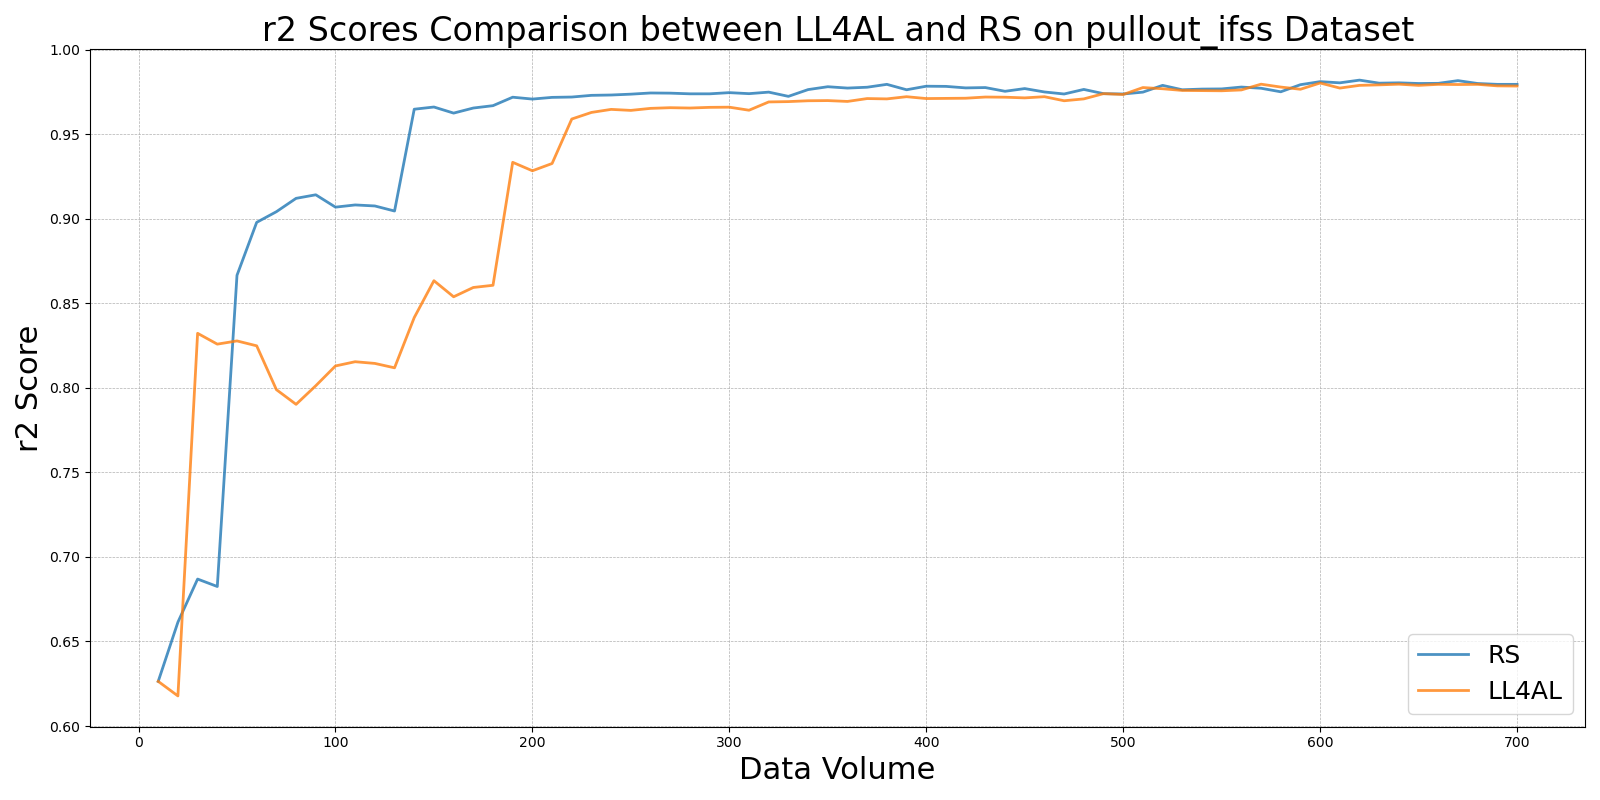 r2 Scores Comparison between LL4AL and RS on pullout_ifss Dataset
1.00
0.95
0.90
0.85
0.80
0.75
0.70
0.65
0.60
r2 Score
0 100 200 300 400 500 600 700
Data Volume
RS
LL4AL